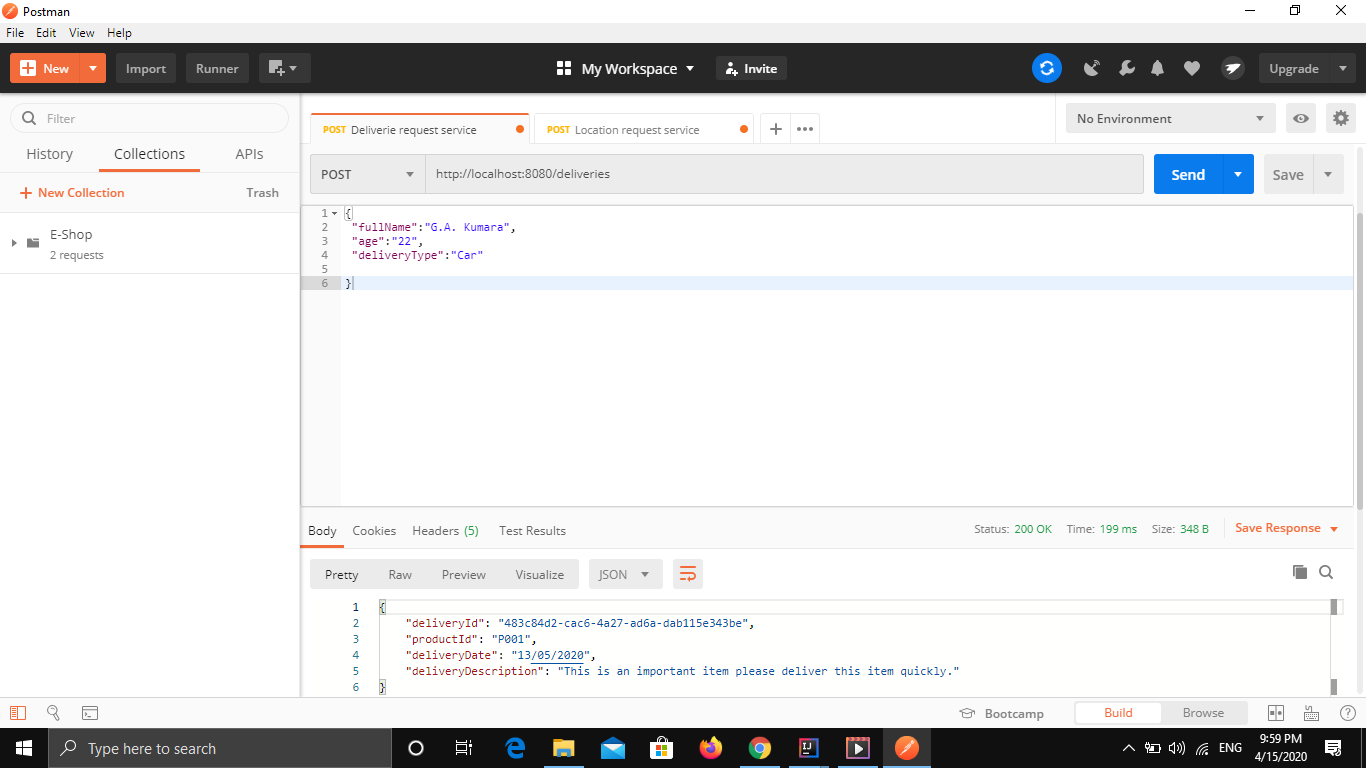 Postman
File Edit View Help
New Import Runner My Workspace Invite Upgrade
Filter
History Collections APIs
New Collection Trash
E-Shop
2 requests
POST Deliverie request service POST Location request service No Environment
POST http://localhost:8080/deliveries Send Save
1 {
2 "fullName":"G.A. Kumara",
3 "age":"22",
4 "deliveryType":"Car"
5
6 }
Body Cookies Headers (5) Test Results Status: 200 OK Time: 199 ms Size: 348 B Save Response
Pretty Raw Preview Visualize JSON
1 {
2 "deliveryId": "483c84d2-cac6-4a27-ad6a-dab115e343be",
3 "productId": "P001",
4 "deliveryDate": "13/05/2020",
5 "deliveryDescription": "This is an important item please deliver this item quickly."
6 }
Bootcamp Build Browse
Type here to search ENG 9:59 PM
4/15/2020